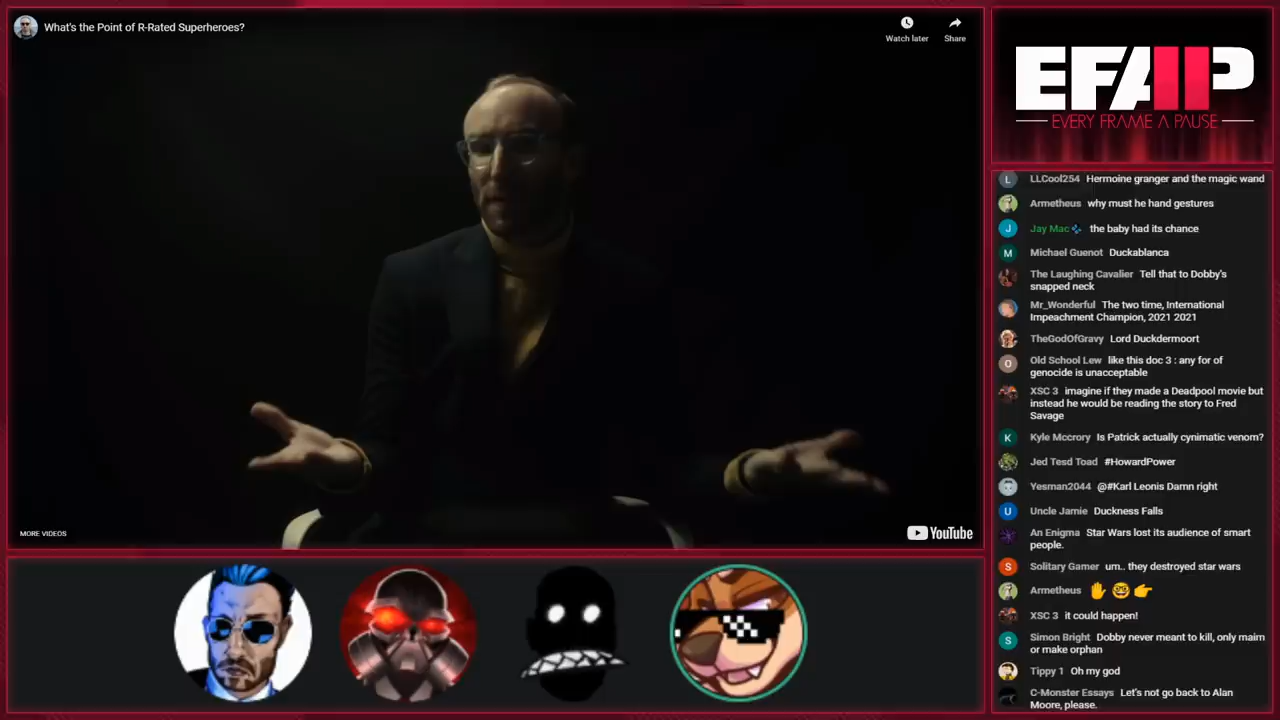 What's the Point of R-Rated Superheroes?
Watch later
Share
MORE VIDEOS
YouTube
EFAP
EVERY FRAME A PAUSE
L LLCool254 Hermoine granger and the magic wand
Armetheus why must he hand gestures
J Jay Mac the baby had its chance
M Michael Guenot Duckablanca
The Laughing Cavalier Tell that to Dobby's
snapped neck
Mr_Wonderful The two time, International
Impeachment Champion, 2021 2021
TheGodOfGravy Lord Duckdermoort
O Old School Lew like this doc 3 : any for of
genocide is unacceptable
XSC 3 imagine if they made a Deadpool movie but
instead he would be reading the story to Fred
Savage
K Kyle Mccrory Is Patrick actually cynimatic venom?
Jed Tesd Toad #HowardPower
Yesman2044 @#Karl Leonis Damn right
U Uncle Jamie Duckness Falls
An Enigma Star Wars lost its audience of smart
people.
S Solitary Gamer um.. they destroyed star wars
Armetheus ✋🤓👉
XSC 3 it could happen!
S Simon Bright Dobby never meant to kill, only maim
or make orphan
Tippy 1 Oh my god
C-Monster Essays Let's not go back to Alan
Moore, please.